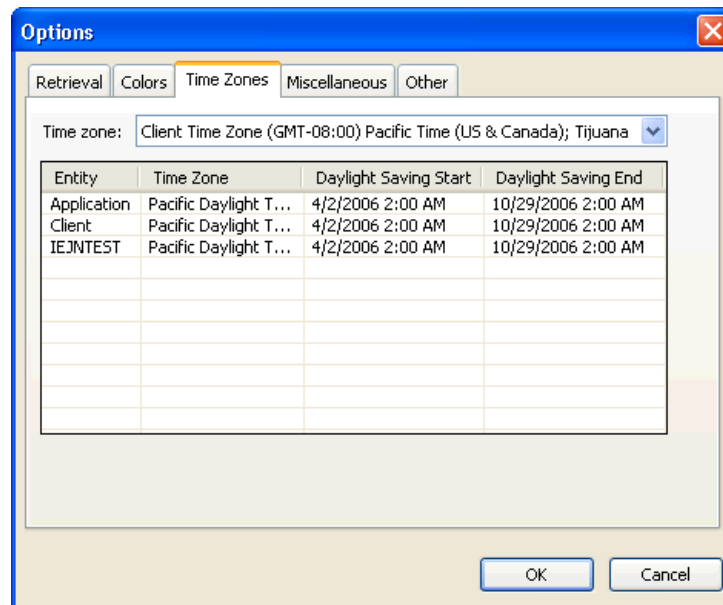 Options
Retrieval Colors Time Zones Miscellaneous Other
Time zone: Client Time Zone (GMT-08:00) Pacific Time (US & Canada); Tijuana
Entity Time Zone Daylight Saving Start Daylight Saving End
Application Pacific Daylight T... 4/2/2006 2:00 AM 10/29/2006 2:00 AM
Client Pacific Daylight T... 4/2/2006 2:00 AM 10/29/2006 2:00 AM
IEJNTEST Pacific Daylight T... 4/2/2006 2:00 AM 10/29/2006 2:00 AM
OK Cancel